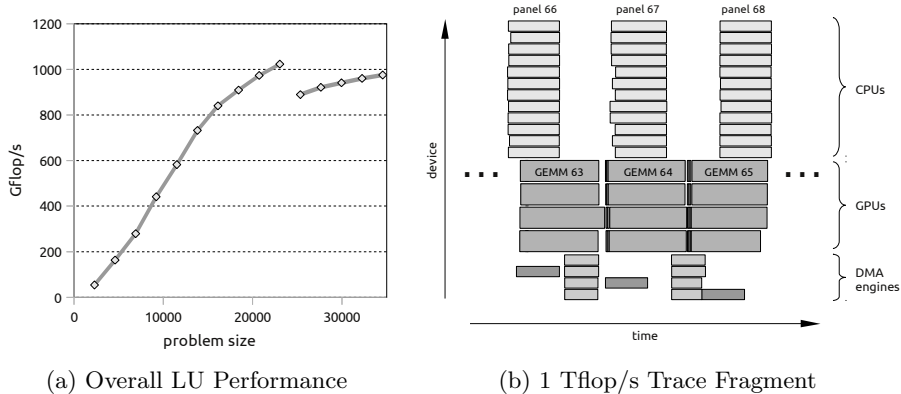 1200
1000
800
600
400
200
0
0
10000
20000
30000
Gflop/s
problem size
(a) Overall LU Performance
panel 66 panel 67 panel 68
CPUs
device
GEMM 63 GEMM 64 GEMM 65
... ...
GPUs
DMA
engines
time
(b) 1 Tflop/s Trace Fragment